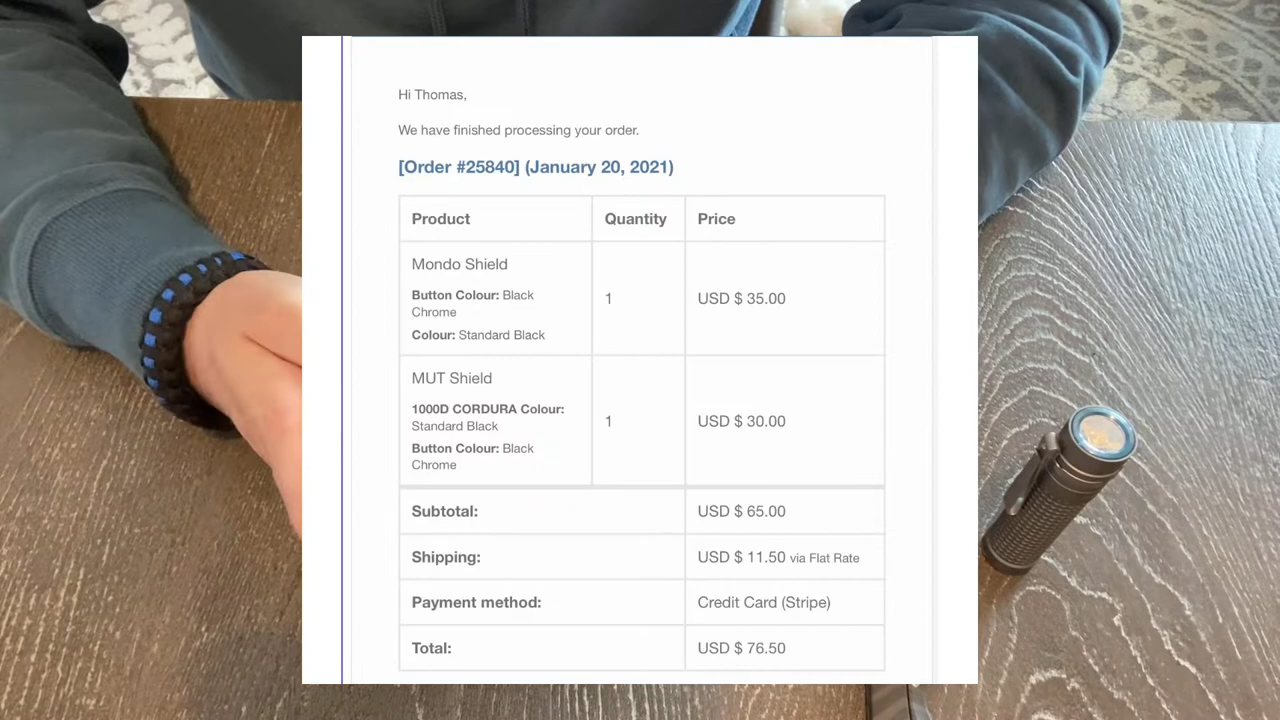 Hi Thomas,
We have finished processing your order.
[Order #25840] (January 20, 2021)
Product Quantity Price
Mondo Shield
Button Colour: Black
Chrome
Colour: Standard Black
1
USD $ 35.00
MUT Shield
1000D CORDURA Colour:
Standard Black
Button Colour: Black
Chrome
1
USD $ 30.00
Subtotal: USD $ 65.00
Shipping: USD $ 11.50 via Flat Rate
Payment method: Credit Card (Stripe)
Total: USD $ 76.50